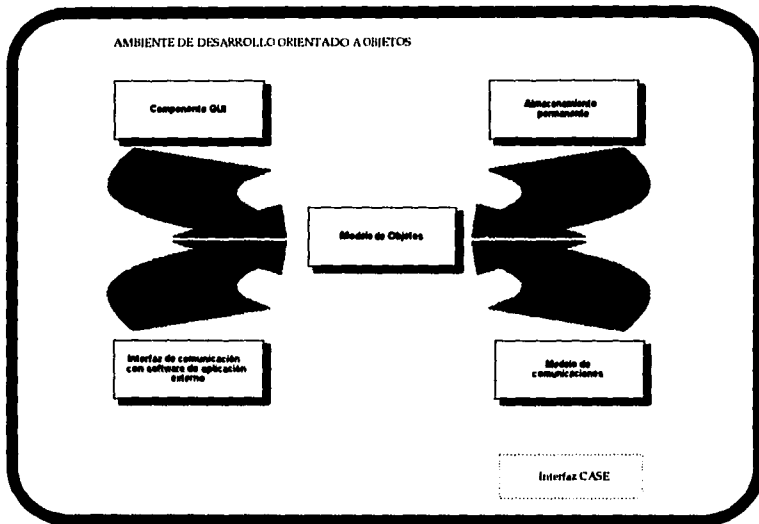 AMBIENTE DE DESARROLLO ORIENTADO A OBJETOS
Componente GUI
Almacenamiento
permanente
Modelo de Objetos
Interfaz de comunicación
con software de aplicación
externo
Modelo de
comunicaciones
Interfaz CASE